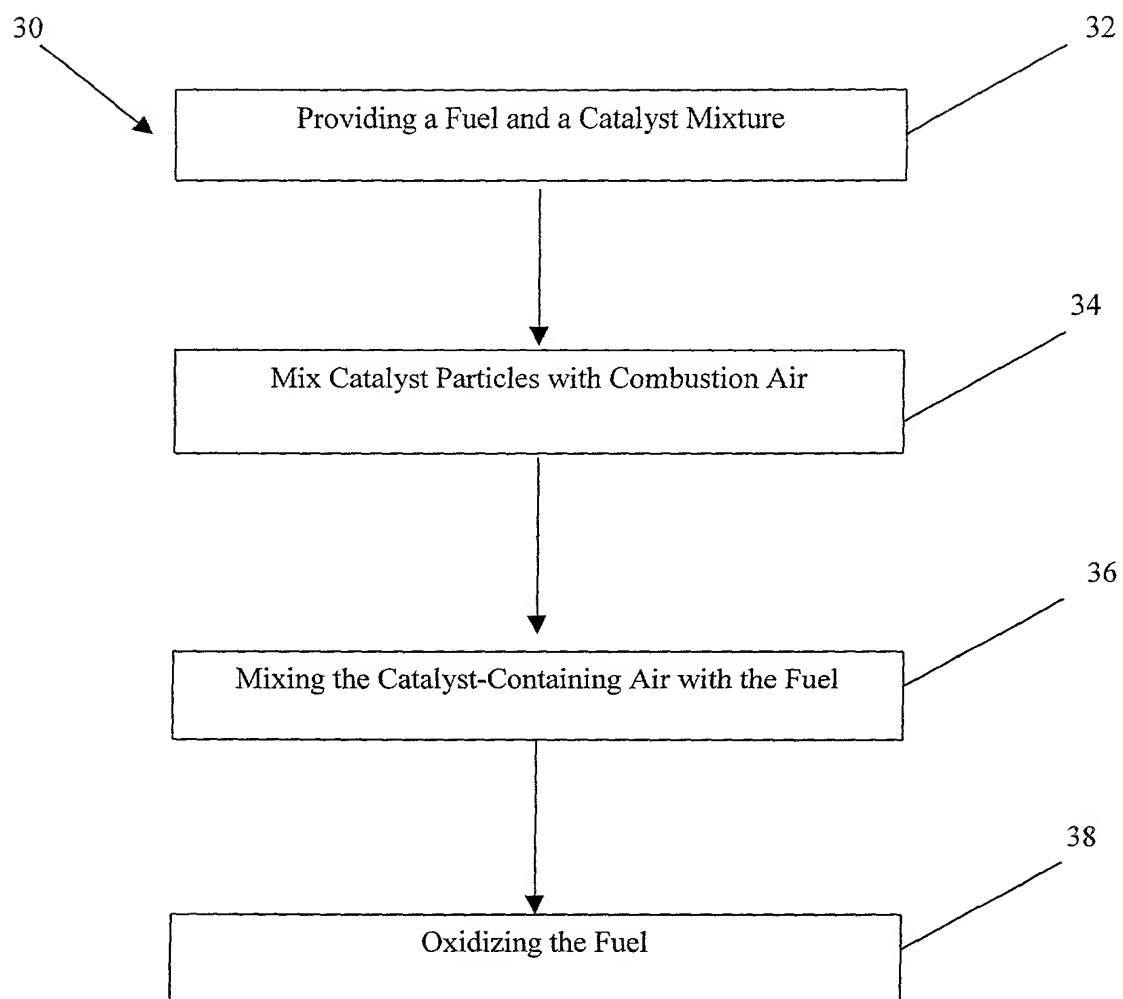 30
32
Providing a Fuel and a Catalyst Mixture
34
Mix Catalyst Particles with Combustion Air
36
Mixing the Catalyst-Containing Air with the Fuel
38
Oxidizing the Fuel